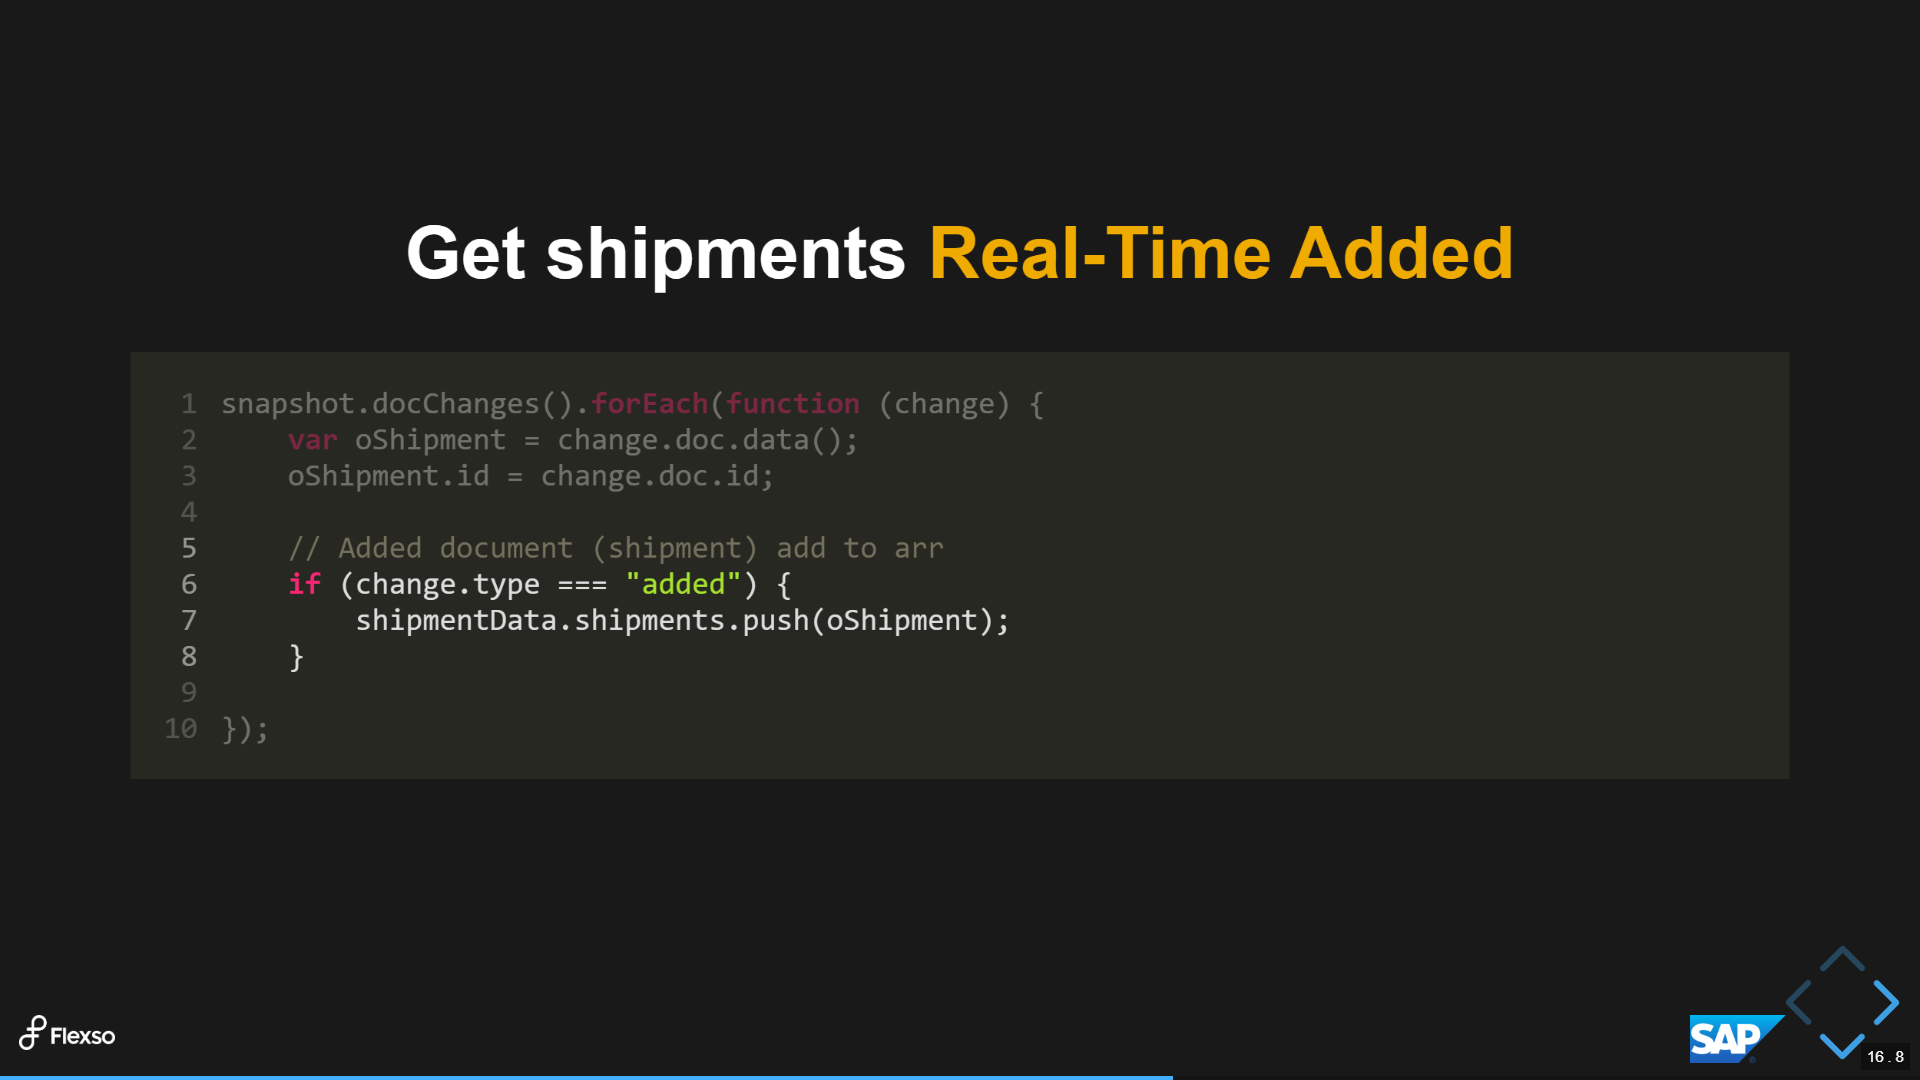 Get shipments Real-Time Added
1 snapshot.docChanges().forEach(function (change) {
2     var oShipment = change.doc.data();
3     oShipment.id = change.doc.id;
4
5     // Added document (shipment) add to arr
6     if (change.type === "added") {
7         shipmentData.shipments.push(oShipment);
8     }
9
10 });
Flexso
SAP
16.8